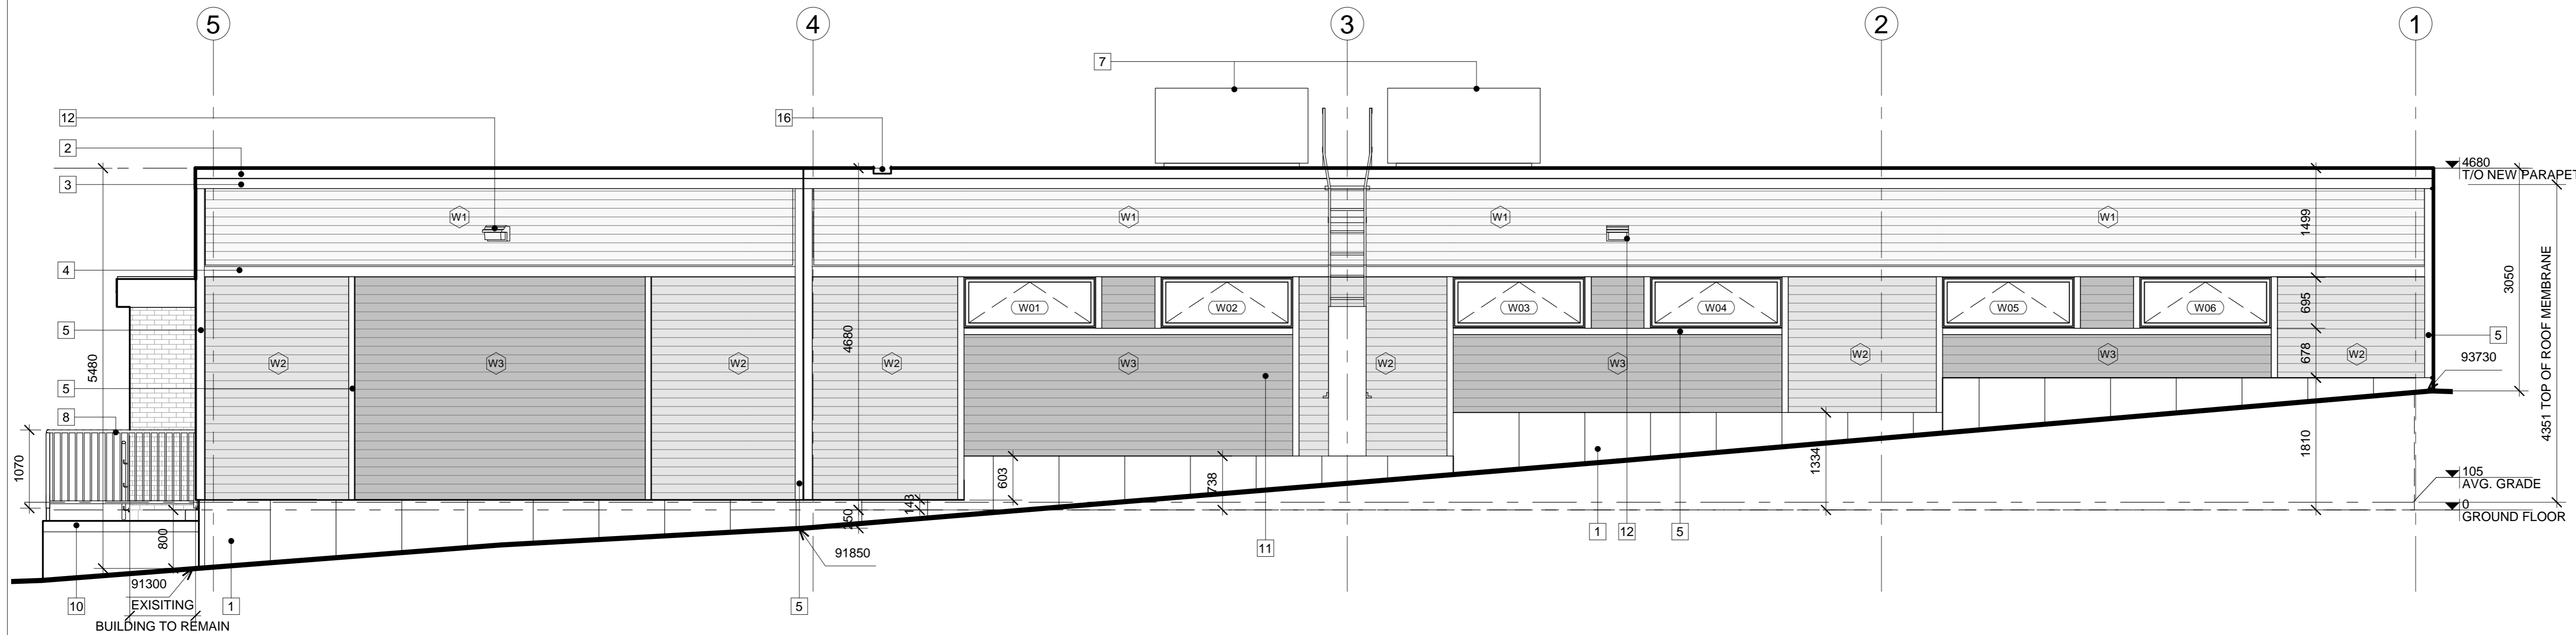 5
4
3
2
1
7
12
16
2
3
4680
T/O NEW PARAPET
W1
W1
W1
W1
1499
4
3050
4351 TOP OF ROOF MEMBRANE
5
5480
4680
W01
W02
W03
W04
W05
W06
695
5
W2
W3
W2
W2
W3
W2
W3
W2
W3
W2
678
93730
5
8
1070
603
738
1334
1810
105
AVG. GRADE
0
GROUND FLOOR
143
250
800
1
12
5
11
91850
91300
EXISITING
BUILDING TO REMAIN
10
1
5